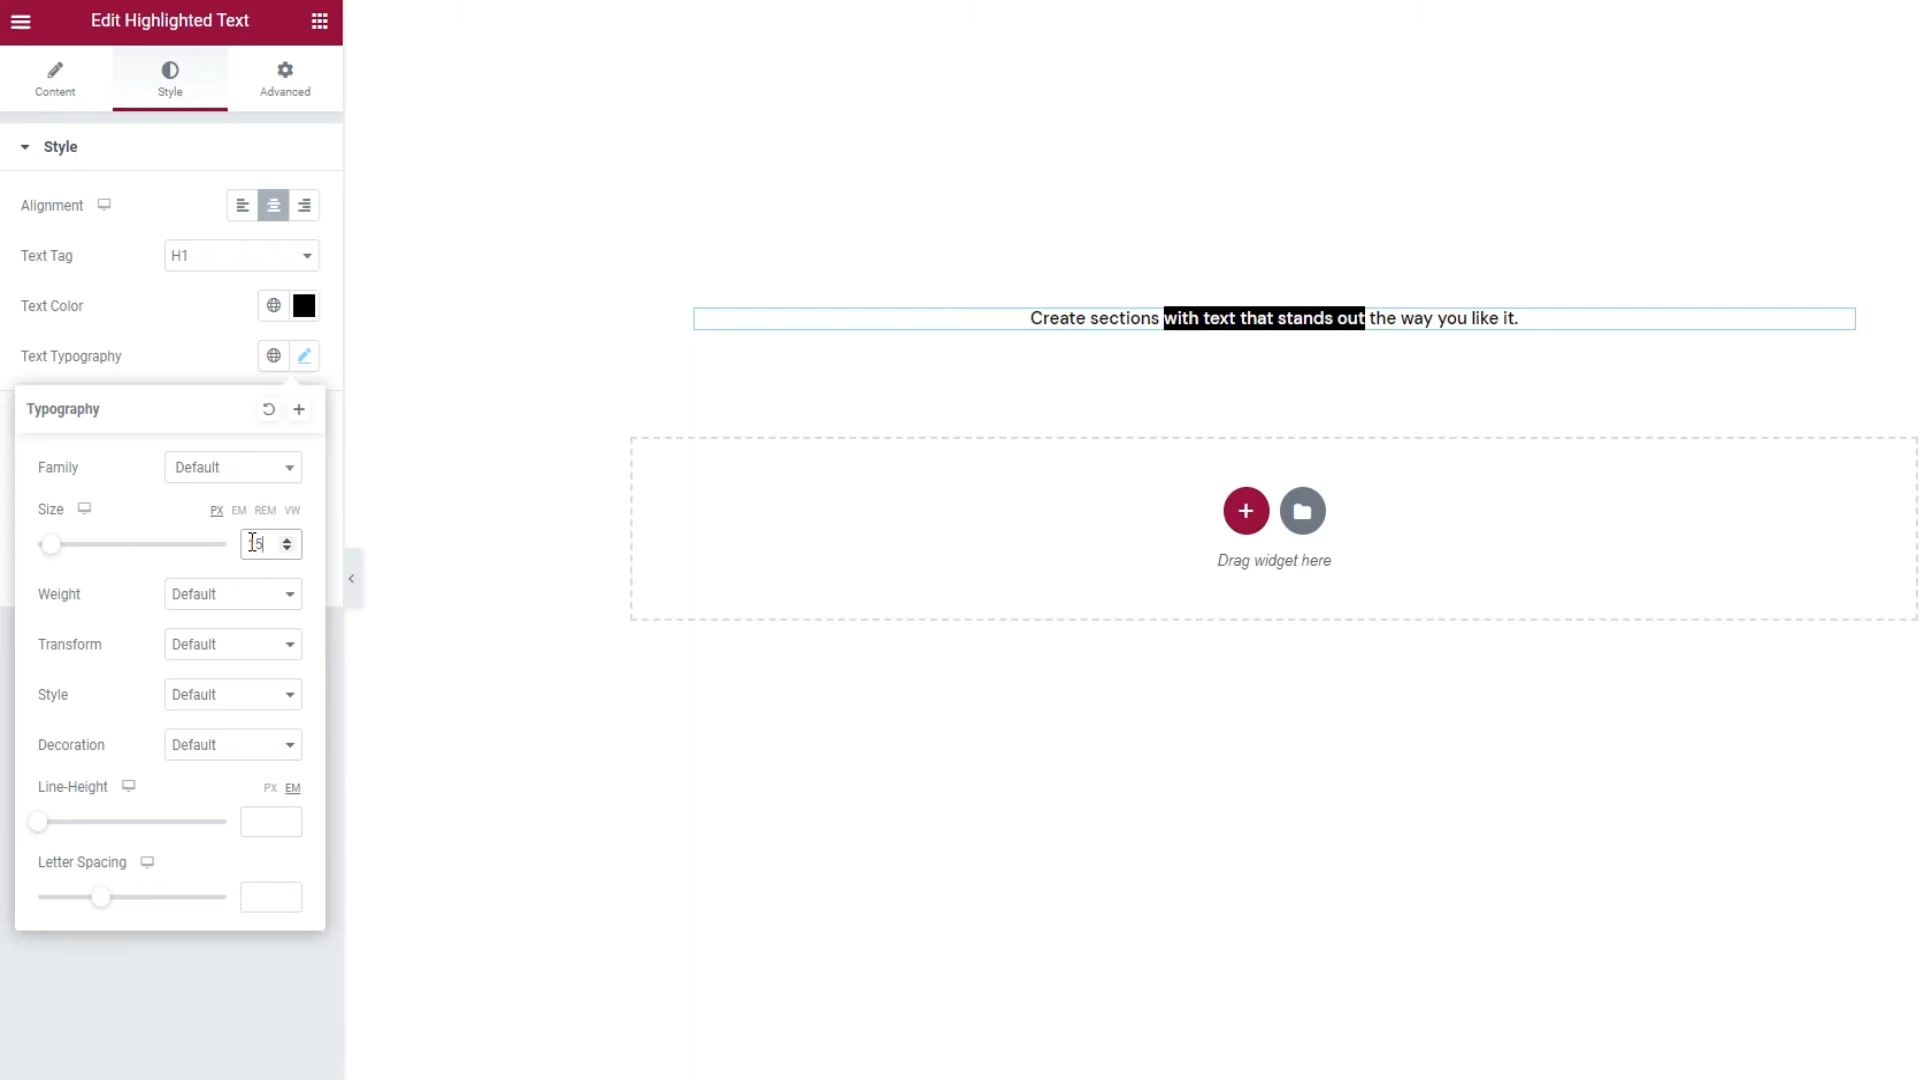 Edit Highlighted Text
Content
Style
Advanced
Style
Alignment
Text Tag
H1
Text Color
Text Typography
Typography
Family
Default
Size
PX EM REM VW
Weight
Default
Transform
Default
Style
Default
Decoration
Default
Line-Height
PX EM
Letter Spacing
Create sections with text that stands out the way you like it.
Drag widget here